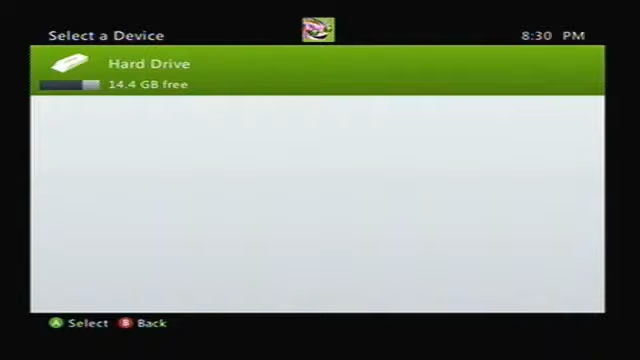 Select a Device
8:30 PM
Hard Drive
14.4 GB free
A Select B Back